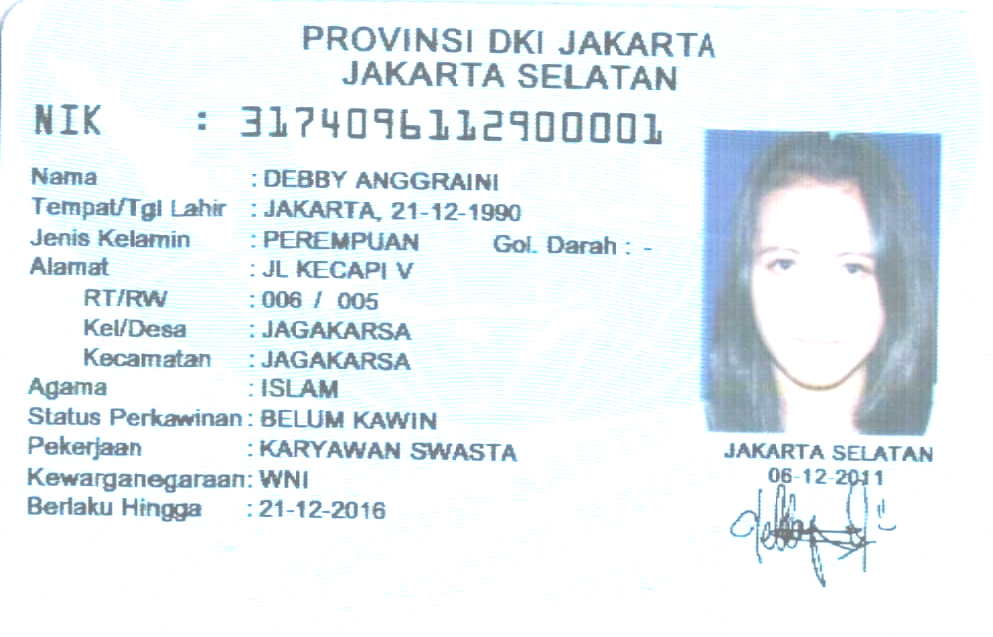 PROVINSI DKI JAKARTA
JAKARTA SELATAN
NIK : 3174096112900001
Nama : DEBBY ANGGRAINI
Tempat/Tgl Lahir : JAKARTA, 21-12-1990
Jenis Kelamin : PEREMPUAN Gol. Darah : -
Alamat : JL KECAPI V
RT/RW : 006 / 005
Kel/Desa : JAGAKARSA
Kecamatan : JAGAKARSA
Agama : ISLAM
Status Perkawinan : BELUM KAWIN
Pekerjaan : KARYAWAN SWASTA
Kewarganegaraan : WNI
Berlaku Hingga : 21-12-2016
JAKARTA SELATAN
06-12-2011